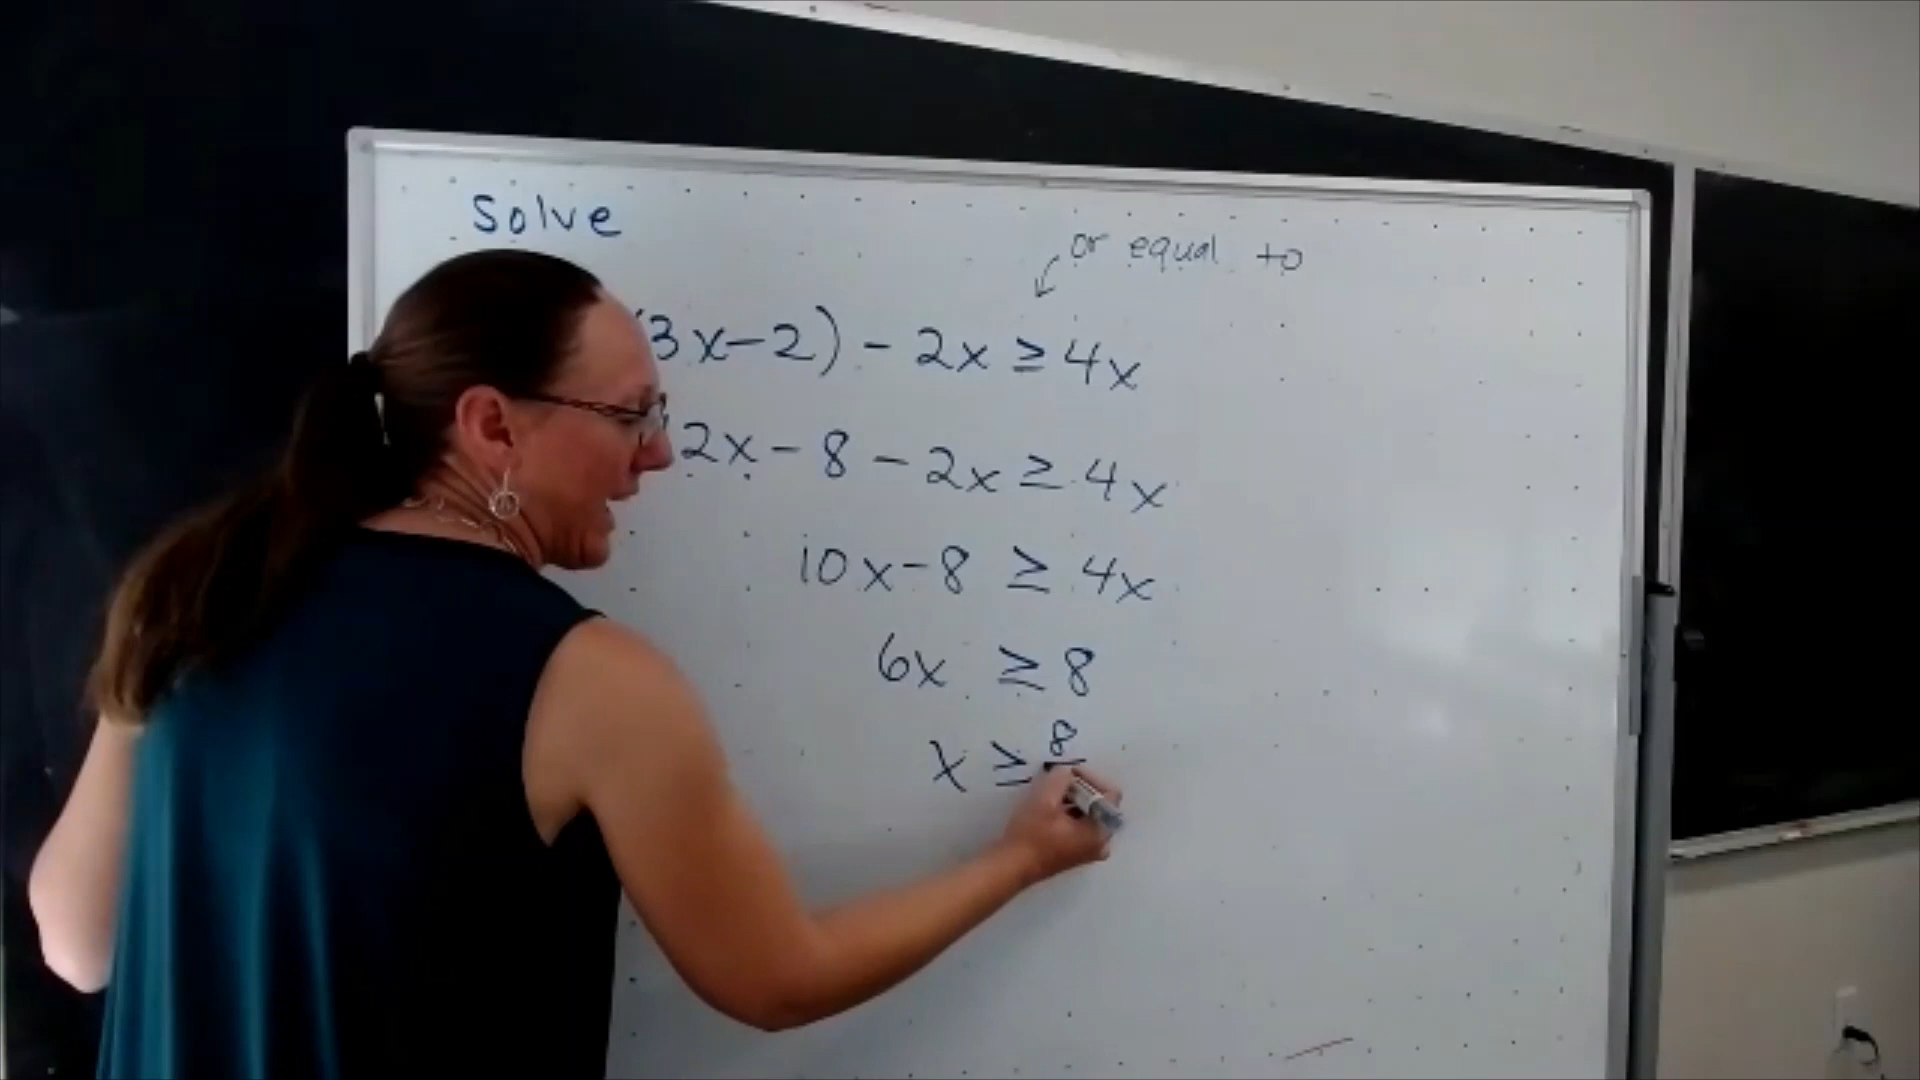 Solve
or equal to
(3x-2) - 2x ≥ 4x
2x - 8 - 2x ≥ 4x
10x-8 ≥ 4x
6x ≥ 8
x ≥ 8